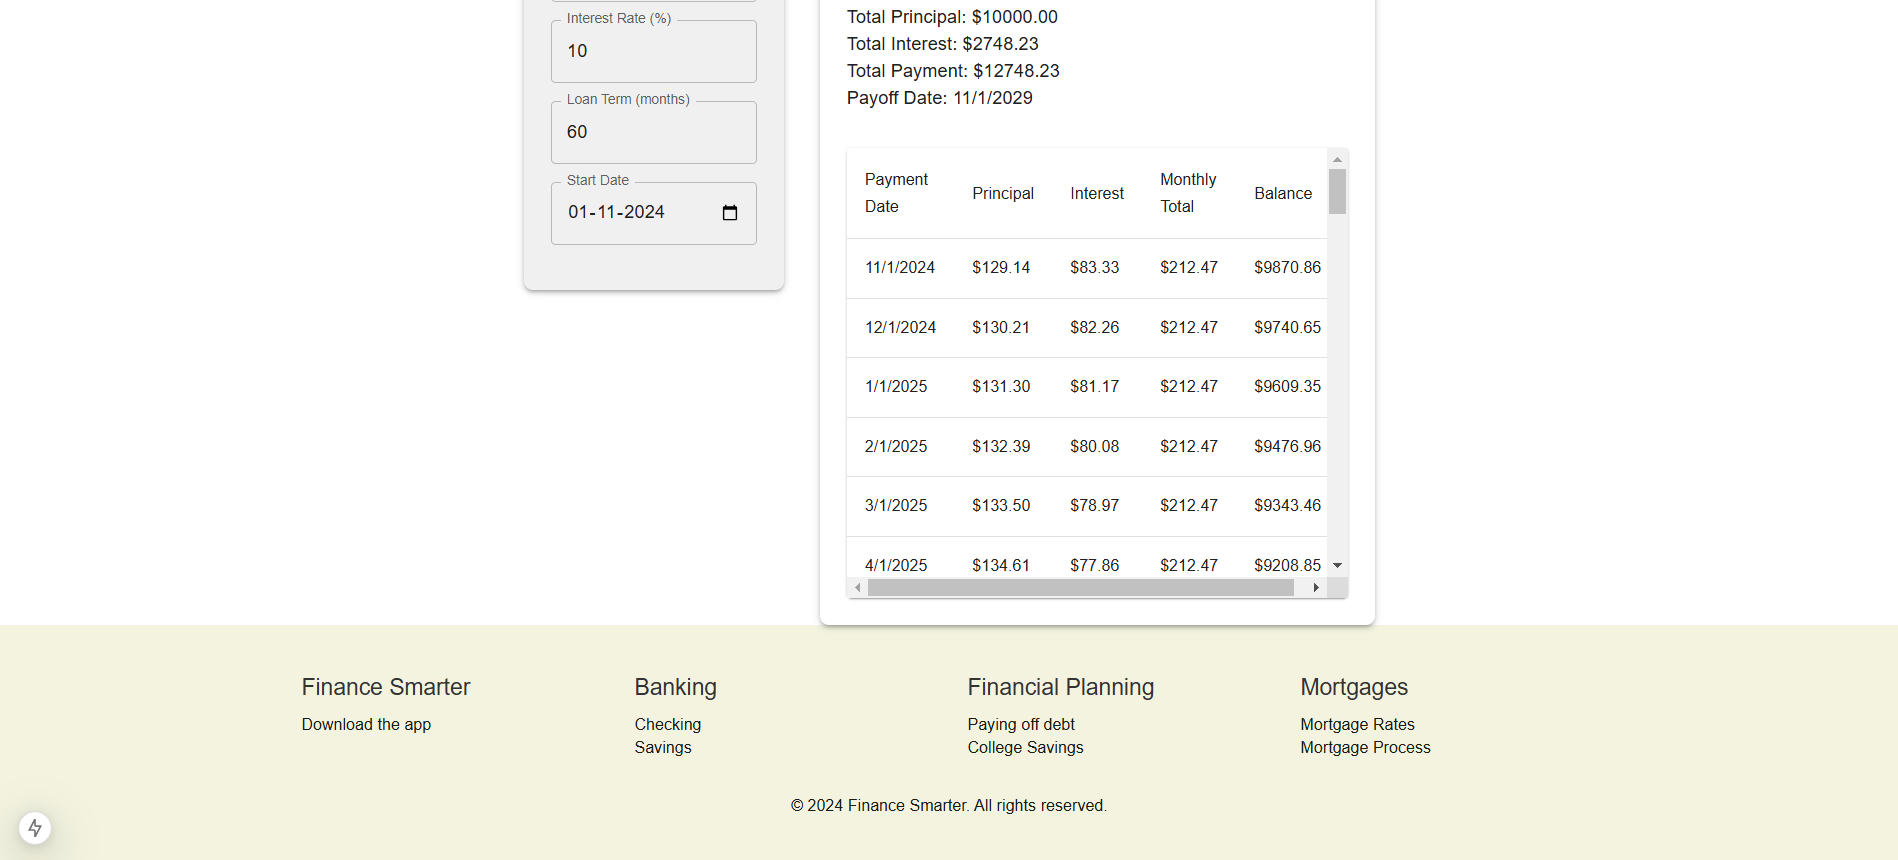 Interest Rate (%)
10
Loan Term (months)
60
Start Date
01-11-2024
Total Principal: $10000.00
Total Interest: $2748.23
Total Payment: $12748.23
Payoff Date: 11/1/2029
Payment Date Principal Interest Monthly Total Balance
11/1/2024 $129.14 $83.33 $212.47 $9870.86
12/1/2024 $130.21 $82.26 $212.47 $9740.65
1/1/2025 $131.30 $81.17 $212.47 $9609.35
2/1/2025 $132.39 $80.08 $212.47 $9476.96
3/1/2025 $133.50 $78.97 $212.47 $9343.46
4/1/2025 $134.61 $77.86 $212.47 $9208.85
Finance Smarter
Download the app
Banking
Checking
Savings
Financial Planning
Paying off debt
College Savings
Mortgages
Mortgage Rates
Mortgage Process
© 2024 Finance Smarter. All rights reserved.